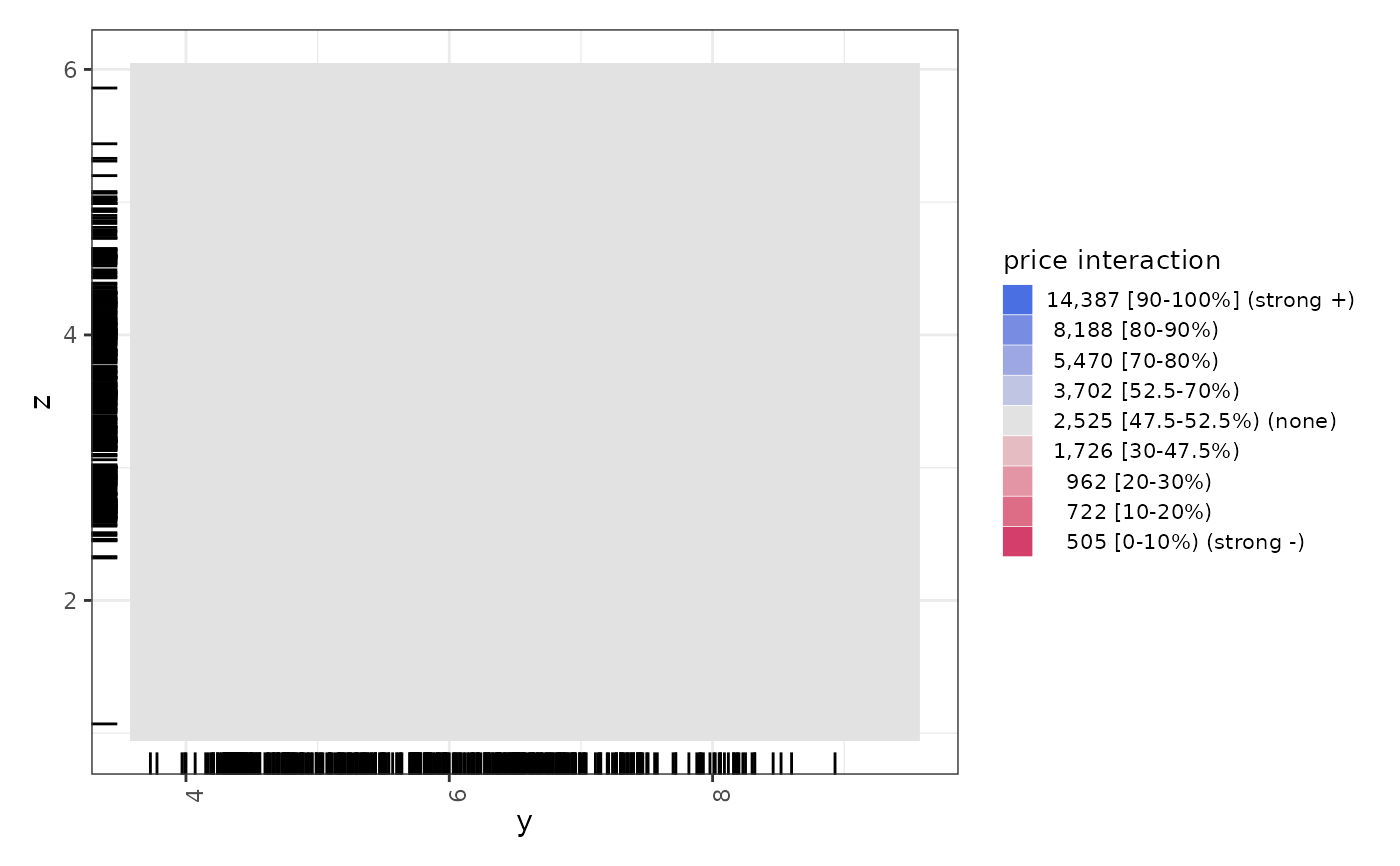 6
4
2
z
4
6
8
y
price interaction
14,387 [90-100%] (strong +)
8,188 [80-90%)
5,470 [70-80%)
3,702 [52.5-70%)
2,525 [47.5-52.5%) (none)
1,726 [30-47.5%)
962 [20-30%)
722 [10-20%)
505 [0-10%) (strong -)